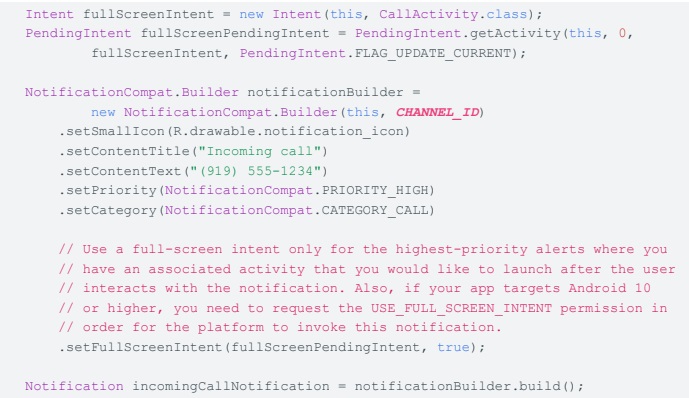 Intent fullScreenIntent = new Intent(this, CallActivity.class);
PendingIntent fullScreenPendingIntent = PendingIntent.getActivity(this, 0,
        fullScreenIntent, PendingIntent.FLAG_UPDATE_CURRENT);

NotificationCompat.Builder notificationBuilder =
        new NotificationCompat.Builder(this, CHANNEL_ID)
    .setSmallIcon(R.drawable.notification_icon)
    .setContentTitle("Incoming call")
    .setContentText("(919) 555-1234")
    .setPriority(NotificationCompat.PRIORITY_HIGH)
    .setCategory(NotificationCompat.CATEGORY_CALL)

    // Use a full-screen intent only for the highest-priority alerts where you
    // have an associated activity that you would like to launch after the user
    // interacts with the notification. Also, if your app targets Android 10
    // or higher, you need to request the USE_FULL_SCREEN_INTENT permission in
    // order for the platform to invoke this notification.
    .setFullScreenIntent(fullScreenPendingIntent, true);

Notification incomingCallNotification = notificationBuilder.build();